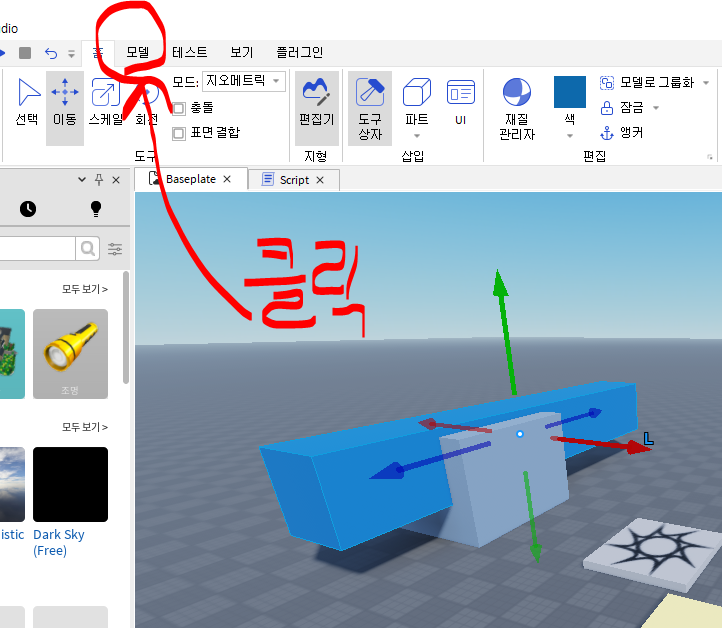 dio
홈 모델 테스트 보기 플러그인
선택 이동 스케일 회전
모드: 지오메트릭
충돌
표면 결합
편집기
도구
상자
파트
UI
재질
관리자
색
모델로 그룹화
잠금
앵커
도구 지형 삽입 편집
Baseplate Script
클릭
모두 보기 >
조명
모두 보기 >
istic
Dark Sky
(Free)
L